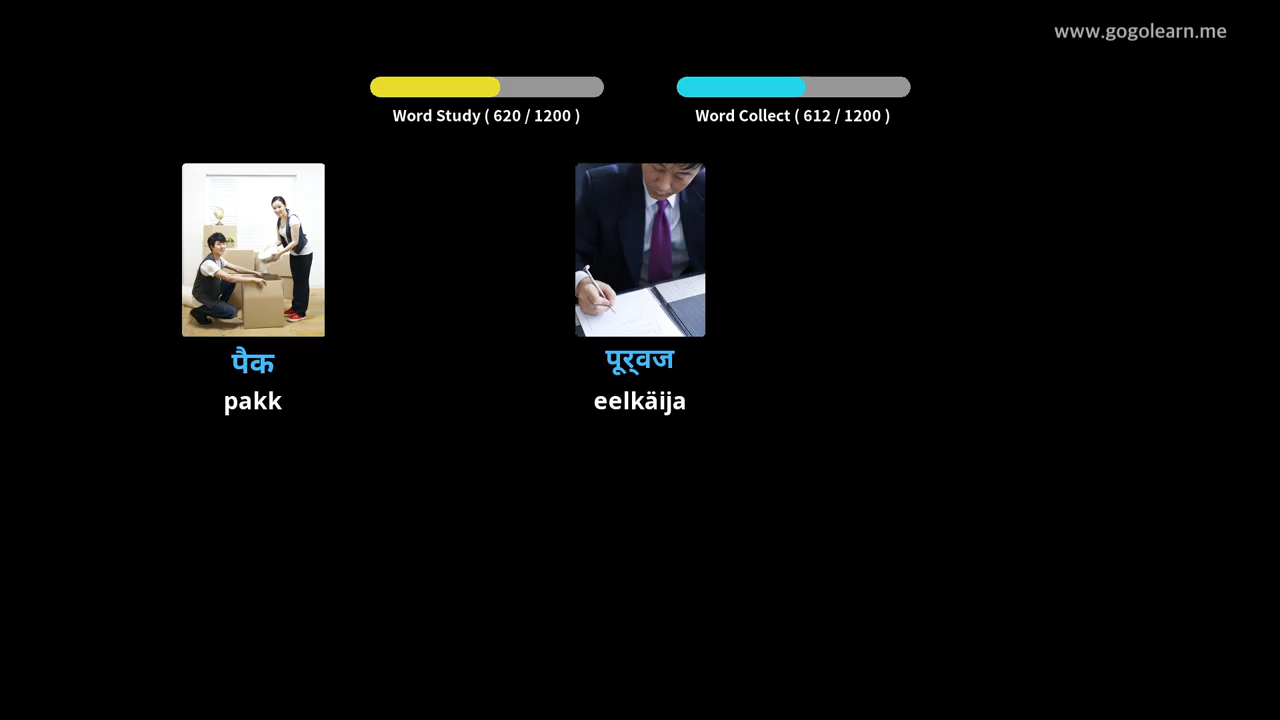 www.gogolearn.me
Word Study ( 620 / 1200 )
Word Collect ( 612 / 1200 )
पैक
pakk
पूर्वज
eelkäija